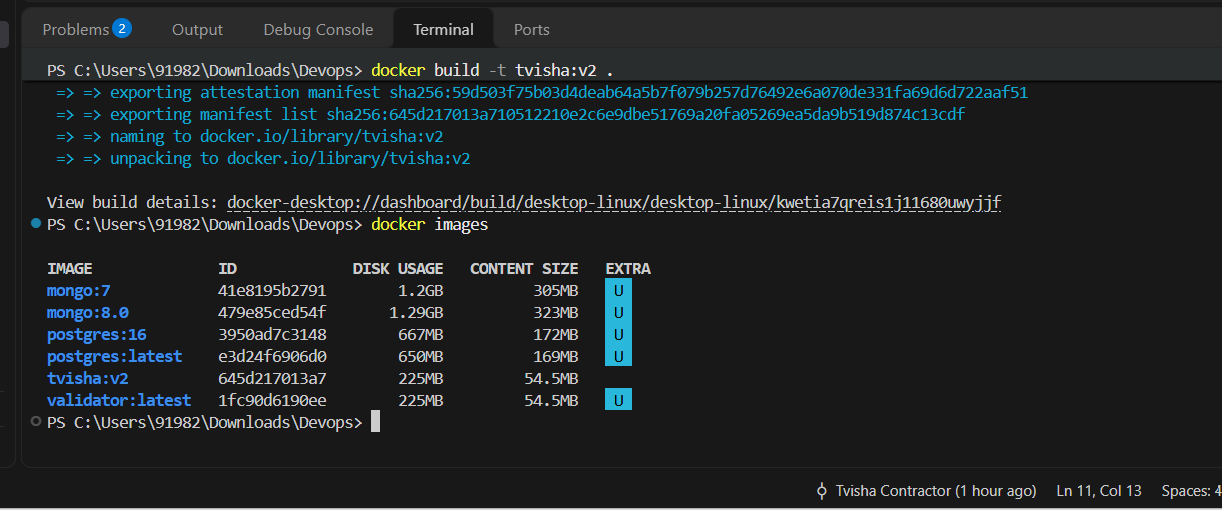 Problems 2 Output Debug Console Terminal Ports
PS C:\Users\91982\Downloads\Devops> docker build -t tvisha:v2 .
=> => exporting attestation manifest sha256:59d503f75b03d4deab64a5b7f079b257d76492e6a070de331fa69d6d722aaf51
=> => exporting manifest list sha256:645d217013a710512210e2c6e9dbe51769a20fa05269ea5da9b519d874c13cdf
=> => naming to docker.io/library/tvisha:v2
=> => unpacking to docker.io/library/tvisha:v2
View build details: docker-desktop://dashboard/build/desktop-linux/desktop-linux/kwetia7qreis1j11680uwyjjf
PS C:\Users\91982\Downloads\Devops> docker images
IMAGE ID DISK USAGE CONTENT SIZE EXTRA
mongo:7 41e8195b2791 1.2GB 305MB U
mongo:8.0 479e85ced54f 1.29GB 323MB U
postgres:16 3950ad7c3148 667MB 172MB U
postgres:latest e3d24f6906d0 650MB 169MB U
tvisha:v2 645d217013a7 225MB 54.5MB
validator:latest 1fc90d6190ee 225MB 54.5MB U
PS C:\Users\91982\Downloads\Devops>
Tvisha Contractor (1 hour ago) Ln 11, Col 13 Spaces: 4